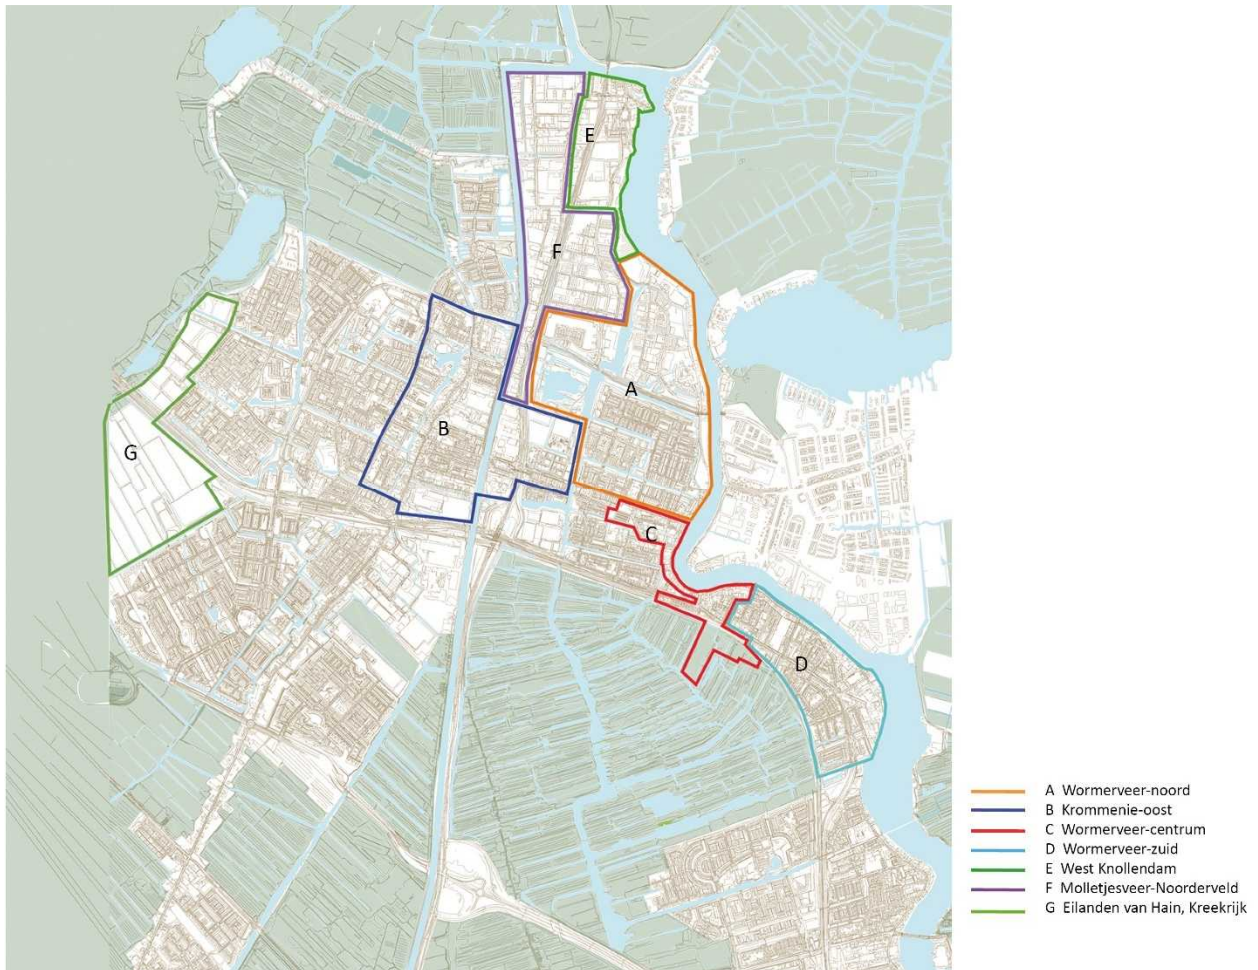 E
F
A
B
G
C
D
A Wormerveer-noord
B Krommenie-oost
C Wormerveer-centrum
D Wormerveer-zuid
E West Knollendam
F Molletjesveer-Noorderveld
G Eilanden van Hain, Kreekrijk